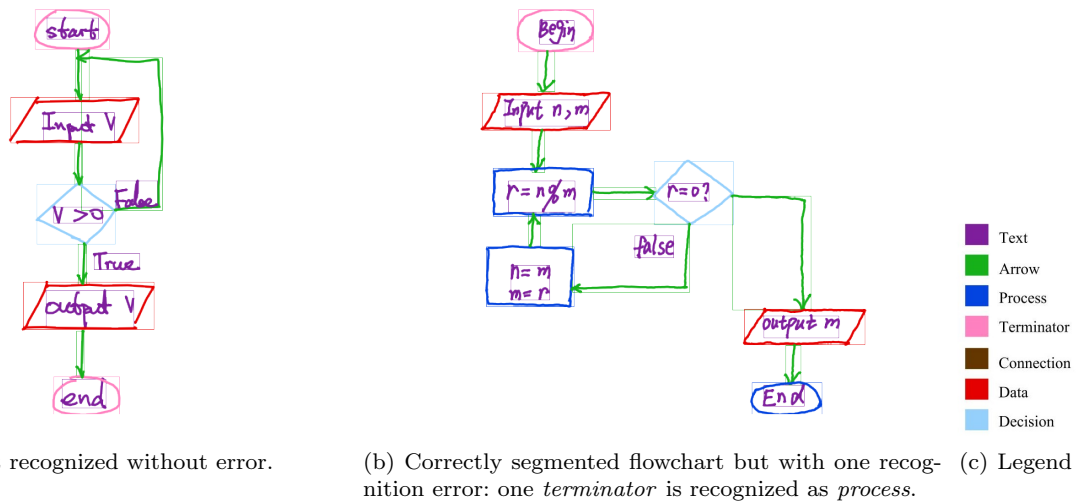 start
Input V
V > 0
False
True
output V
end
Begin
Input n, m
r = n % m
r = 0?
false
n = m
m = r
output m
End
Text
Arrow
Process
Terminator
Connection
Data
Decision
recognized without error.
(b) Correctly segmented flowchart but with one recog-
nition error: one terminator is recognized as process.
(c) Legend